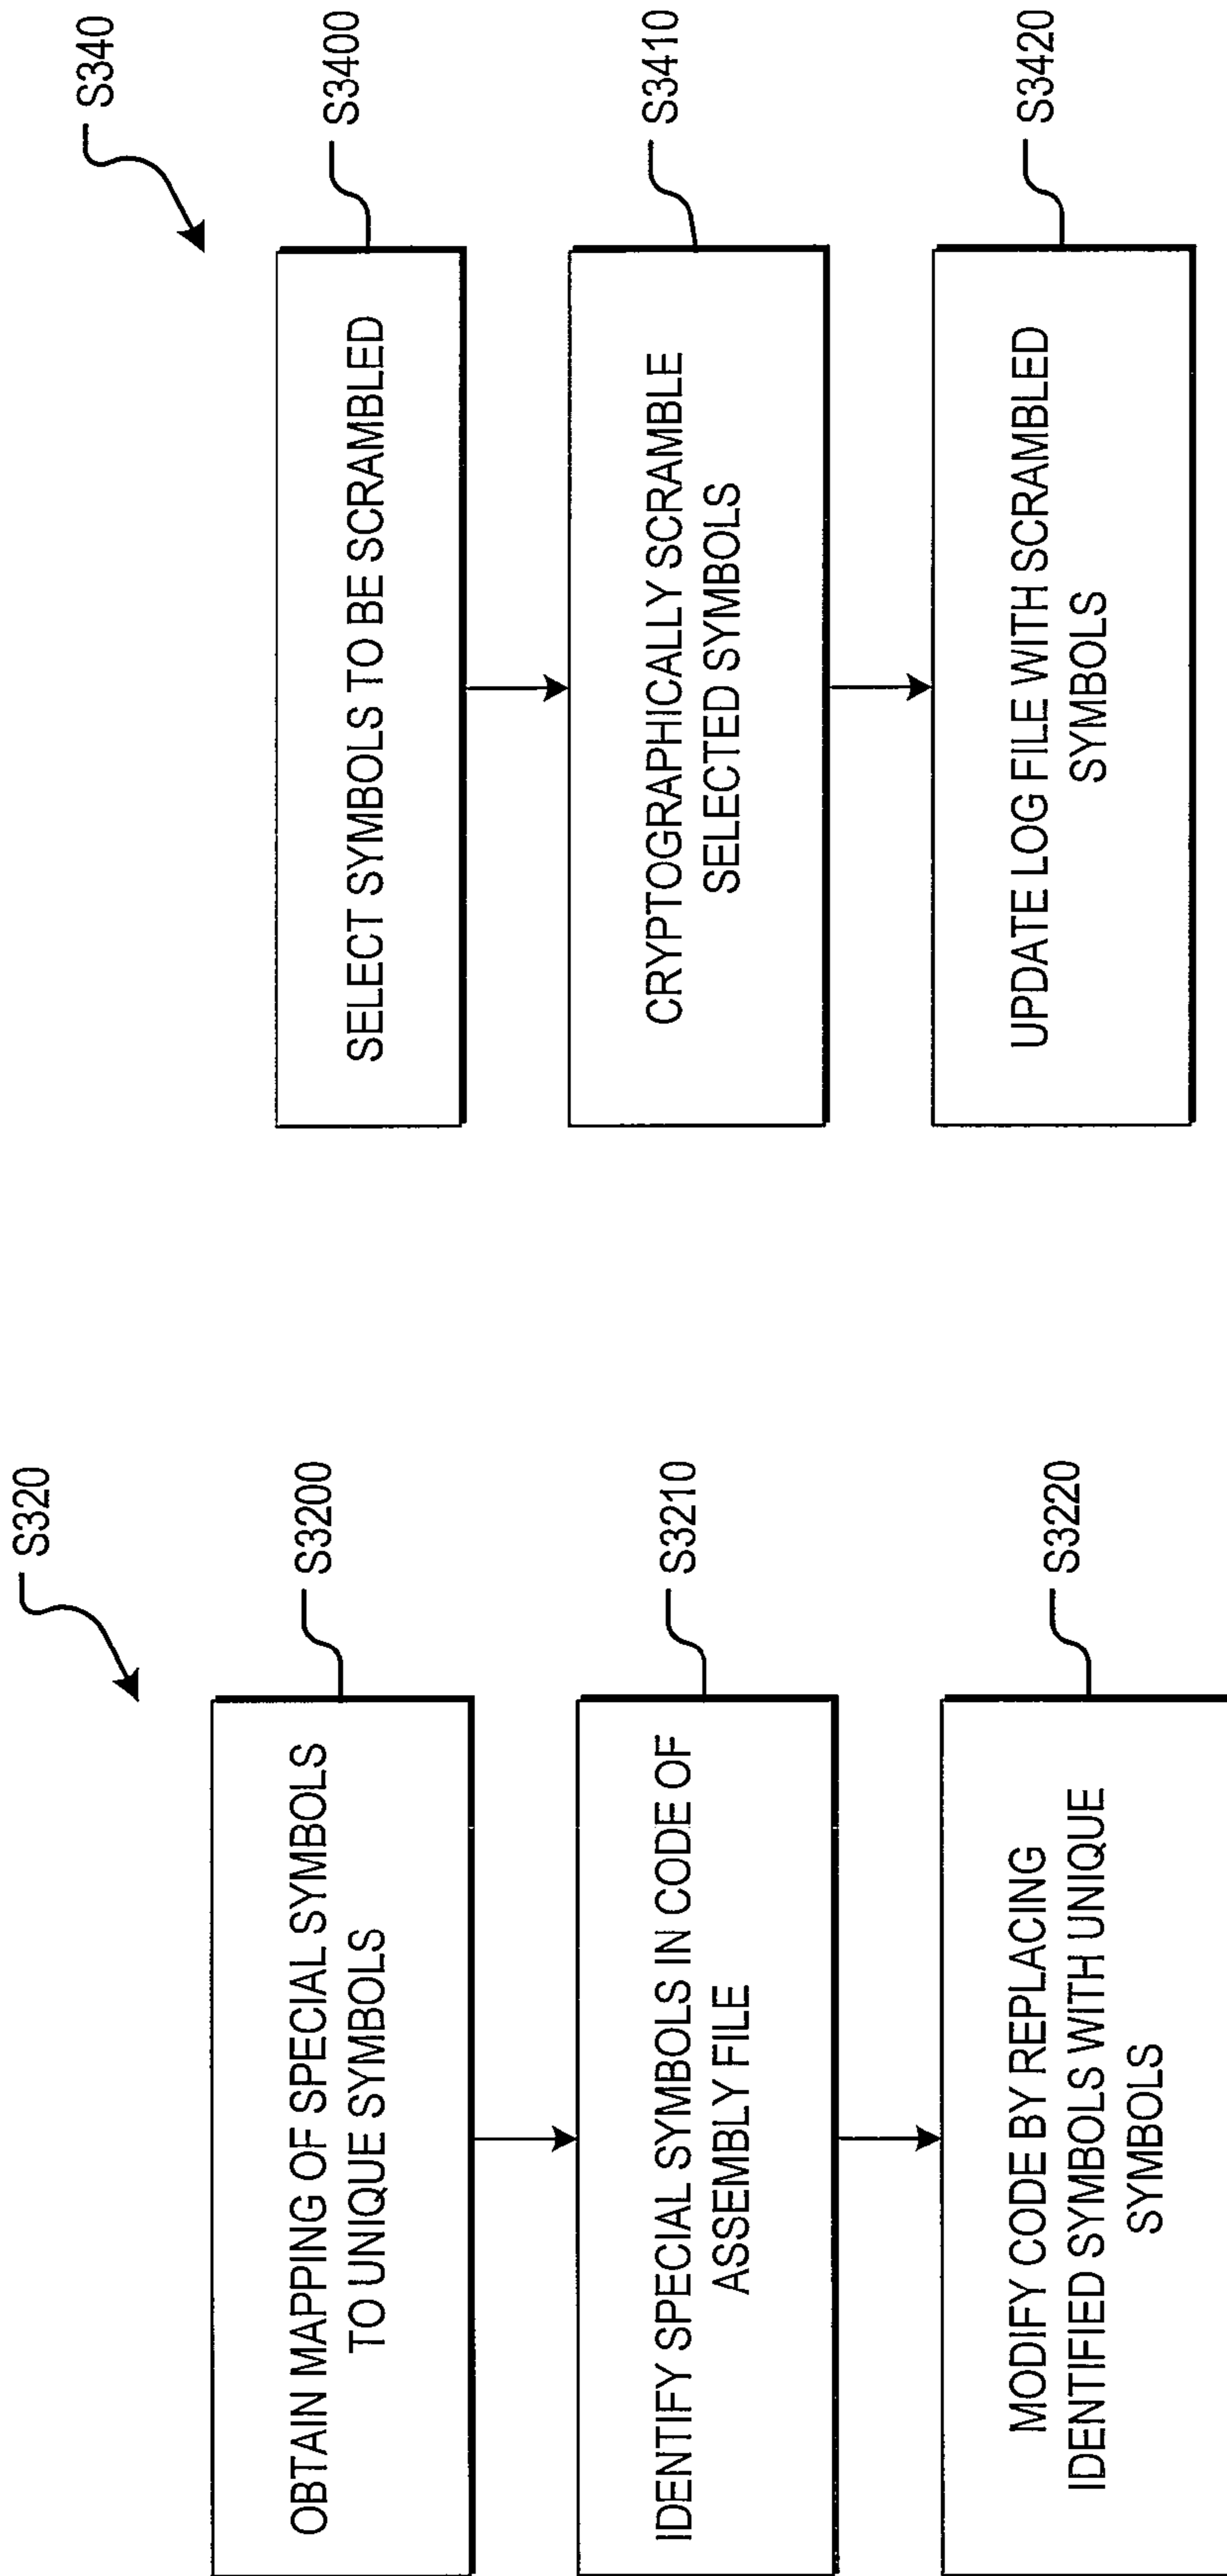 S320
OBTAIN MAPPING OF SPECIAL SYMBOLS
TO UNIQUE SYMBOLS
S3200
IDENTIFY SPECIAL SYMBOLS IN CODE OF
ASSEMBLY FILE
S3210
MODIFY CODE BY REPLACING
IDENTIFIED SYMBOLS WITH UNIQUE
SYMBOLS
S3220
S340
SELECT SYMBOLS TO BE SCRAMBLED
S3400
CRYPTOGRAPHICALLY SCRAMBLE
SELECTED SYMBOLS
S3410
UPDATE LOG FILE WITH SCRAMBLED
SYMBOLS
S3420